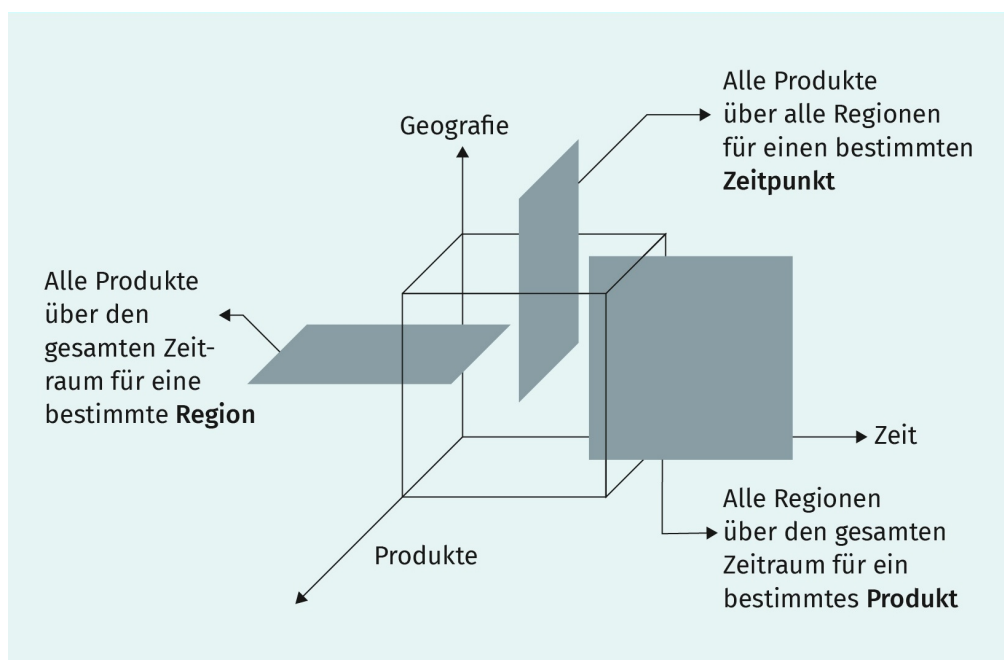 Geografie
Alle Produkte
über alle Regionen
für einen bestimmten
Zeitpunkt
Alle Produkte
über den
gesamten Zeit-
raum für eine
bestimmte Region
Zeit
Alle Regionen
über den gesamten
Zeitraum für ein
bestimmtes Produkt
Produkte